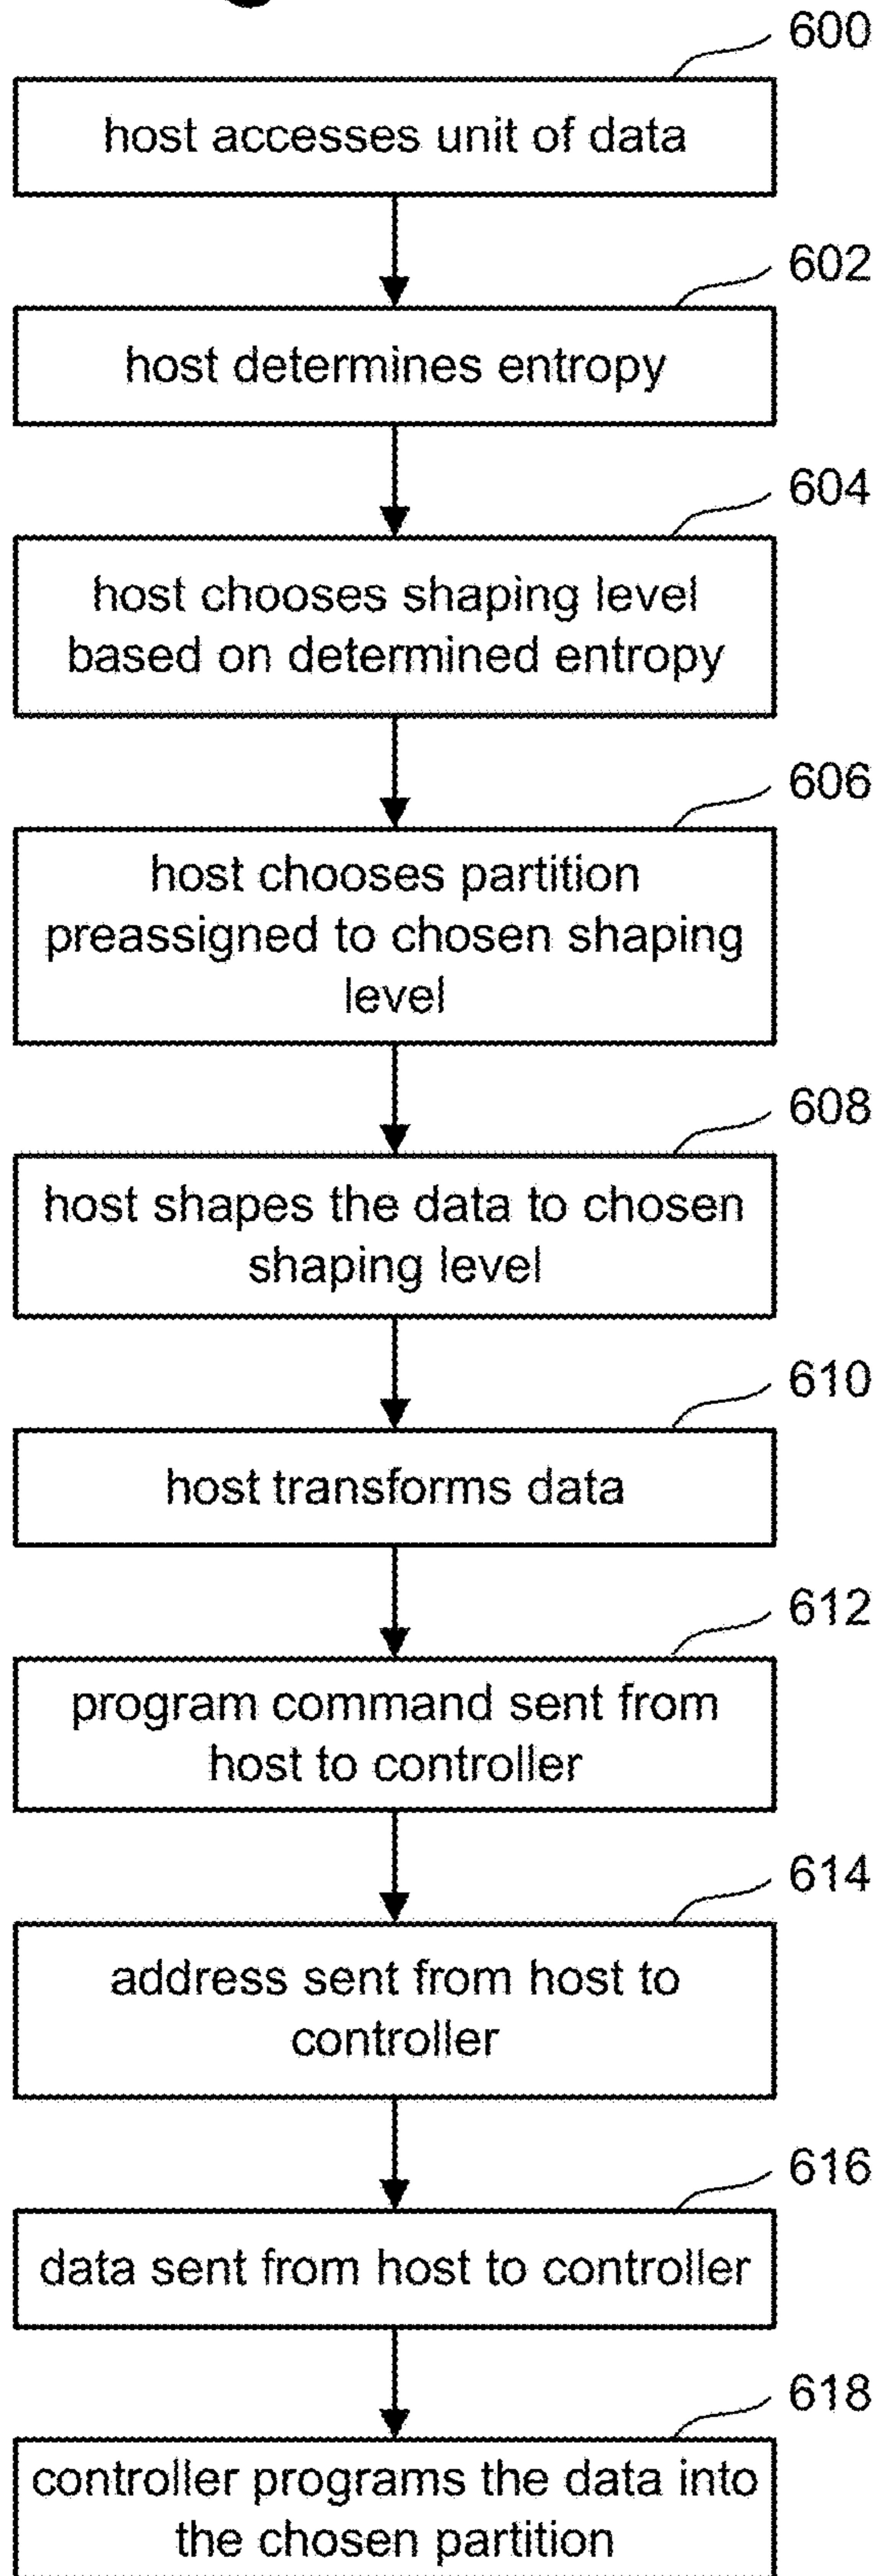 600
host accesses unit of data
602
host determines entropy
604
host chooses shaping level
based on determined entropy
606
host chooses partition
preassigned to chosen shaping
level
608
host shapes the data to chosen
shaping level
610
host transforms data
612
program command sent from
host to controller
614
address sent from host to
controller
616
data sent from host to controller
618
controller programs the data into
the chosen partition